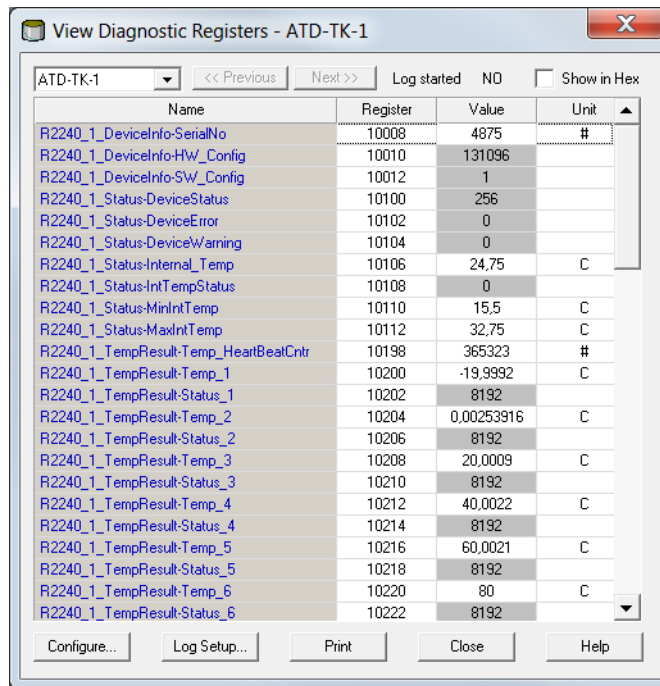 View Diagnostic Registers - ATD-TK-1
ATD-TK-1 << Previous Next >> Log started NO Show in Hex
Name Register Value Unit
R2240_1_DeviceInfo-SerialNo 10008 4875 #
R2240_1_DeviceInfo-HW_Config 10010 131096
R2240_1_DeviceInfo-SW_Config 10012 1
R2240_1_Status-DeviceStatus 10100 256
R2240_1_Status-DeviceError 10102 0
R2240_1_Status-DeviceWarning 10104 0
R2240_1_Status-Internal_Temp 10106 24,75 C
R2240_1_Status-IntTempStatus 10108 0
R2240_1_Status-MinIntTemp 10110 15,5 C
R2240_1_Status-MaxIntTemp 10112 32,75 C
R2240_1_TempResult-Temp_HeartBeatCntr 10198 365323 #
R2240_1_TempResult-Temp_1 10200 -19,9992 C
R2240_1_TempResult-Status_1 10202 8192
R2240_1_TempResult-Temp_2 10204 0,00253916 C
R2240_1_TempResult-Status_2 10206 8192
R2240_1_TempResult-Temp_3 10208 20,0009 C
R2240_1_TempResult-Status_3 10210 8192
R2240_1_TempResult-Temp_4 10212 40,0022 C
R2240_1_TempResult-Status_4 10214 8192
R2240_1_TempResult-Temp_5 10216 60,0021 C
R2240_1_TempResult-Status_5 10218 8192
R2240_1_TempResult-Temp_6 10220 80 C
R2240_1_TempResult-Status_6 10222 8192
Configure... Log Setup... Print Close Help